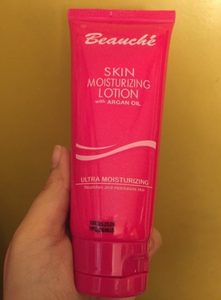 Beauché
SKIN
MOISTURIZING
LOTION
with ARGAN OIL
ULTRA MOISTURIZING